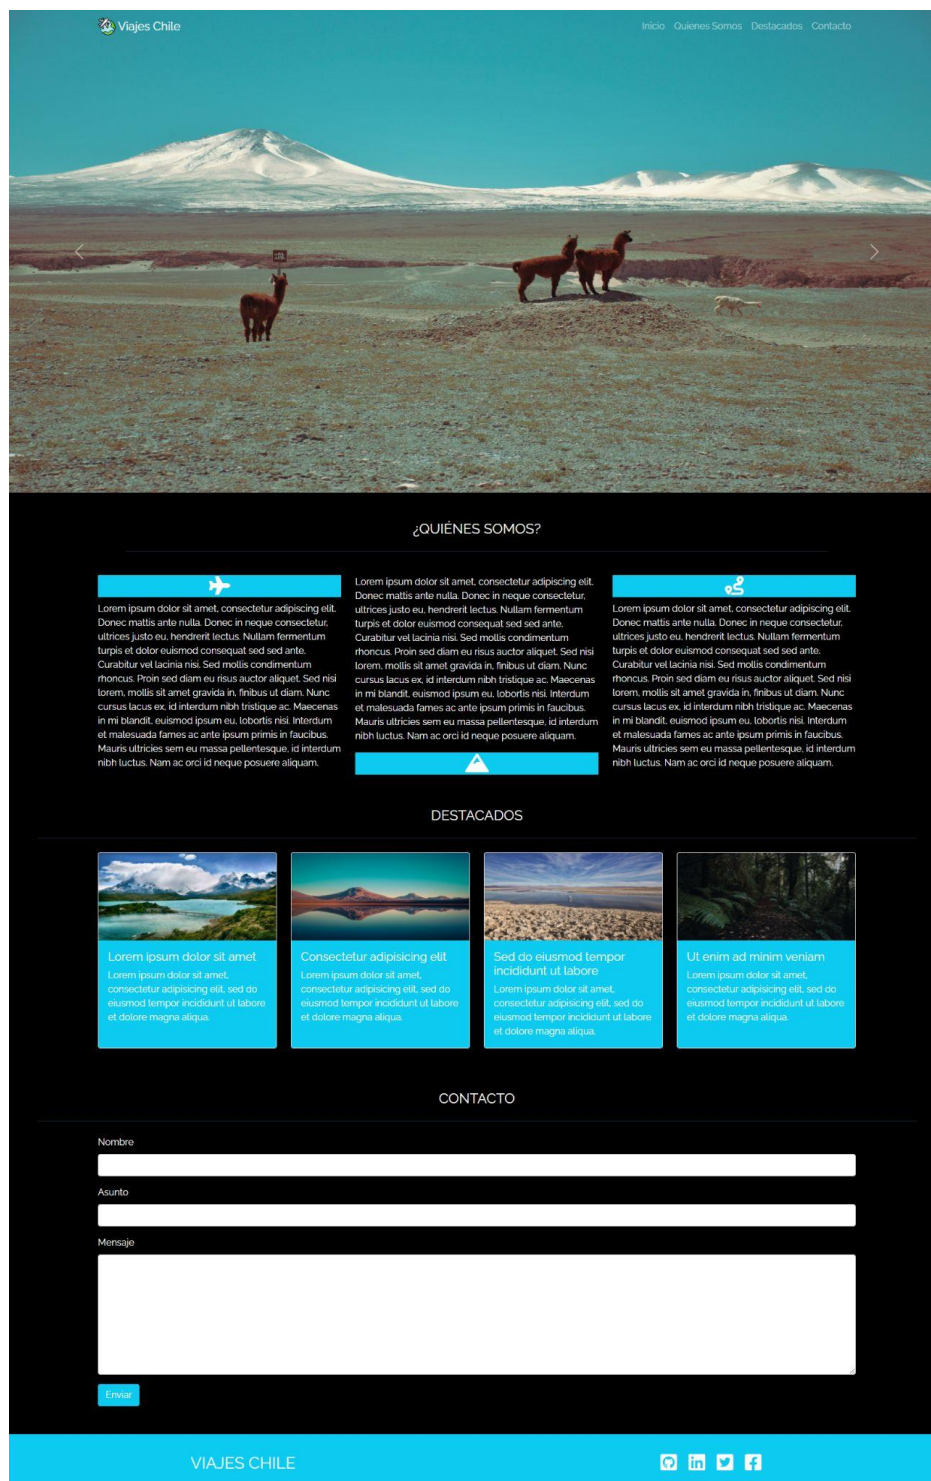 Viajes Chile
Inicio Quienes Somos Destacados Contacto
¿QUIÉNES SOMOS?
Lorem ipsum dolor sit amet, consectetur adipiscing elit.
Donec mattis ante nulla. Donec in neque consectetur,
ultrices justo eu, hendrerit lectus. Nullam fermentum
turpis et dolor euismod consequat sed sed ante.
Curabitur vel lacinia nisi. Sed mollis condimentum
rhoncus. Proin sed diam eu risus auctor aliquet. Sed nisi
lorem, mollis sit amet gravida in, finibus ut diam. Nunc
cursus lacus ex, id interdum nibh tristique ac. Maecenas
in mi blandit, euismod ipsum eu, lobortis nisi. Interdum
et malesuada fames ac ante ipsum primis in faucibus.
Mauris ultricies sem eu massa pellentesque, id interdum
nibh luctus. Nam ac orci id neque posuere aliquam.
Lorem ipsum dolor sit amet, consectetur adipiscing elit.
Donec mattis ante nulla. Donec in neque consectetur,
ultrices justo eu, hendrerit lectus. Nullam fermentum
turpis et dolor euismod consequat sed sed ante.
Curabitur vel lacinia nisi. Sed mollis condimentum
rhoncus. Proin sed diam eu risus auctor aliquet. Sed nisi
lorem, mollis sit amet gravida in, finibus ut diam. Nunc
cursus lacus ex, id interdum nibh tristique ac. Maecenas
in mi blandit, euismod ipsum eu, lobortis nisi. Interdum
et malesuada fames ac ante ipsum primis in faucibus.
Mauris ultricies sem eu massa pellentesque, id interdum
nibh luctus. Nam ac orci id neque posuere aliquam.
Lorem ipsum dolor sit amet, consectetur adipiscing elit.
Donec mattis ante nulla. Donec in neque consectetur,
ultrices justo eu, hendrerit lectus. Nullam fermentum
turpis et dolor euismod consequat sed sed ante.
Curabitur vel lacinia nisi. Sed mollis condimentum
rhoncus. Proin sed diam eu risus auctor aliquet. Sed nisi
lorem, mollis sit amet gravida in, finibus ut diam. Nunc
cursus lacus ex, id interdum nibh tristique ac. Maecenas
in mi blandit, euismod ipsum eu, lobortis nisi. Interdum
et malesuada fames ac ante ipsum primis in faucibus.
Mauris ultricies sem eu massa pellentesque, id interdum
nibh luctus. Nam ac orci id neque posuere aliquam.
DESTACADOS
Lorem ipsum dolor sit amet
Lorem ipsum dolor sit amet,
consectetur adipisicing elit, sed do
eiusmod tempor incididunt ut labore
et dolore magna aliqua.
Consectetur adipisicing elit
Lorem ipsum dolor sit amet,
consectetur adipisicing elit, sed do
eiusmod tempor incididunt ut labore
et dolore magna aliqua.
Sed do eiusmod tempor
incididunt ut labore
Lorem ipsum dolor sit amet,
consectetur adipisicing elit, sed do
eiusmod tempor incididunt ut labore
et dolore magna aliqua.
Ut enim ad minim veniam
Lorem ipsum dolor sit amet,
consectetur adipisicing elit, sed do
eiusmod tempor incididunt ut labore
et dolore magna aliqua.
CONTACTO
Nombre
Asunto
Mensaje
Enviar
VIAJES CHILE